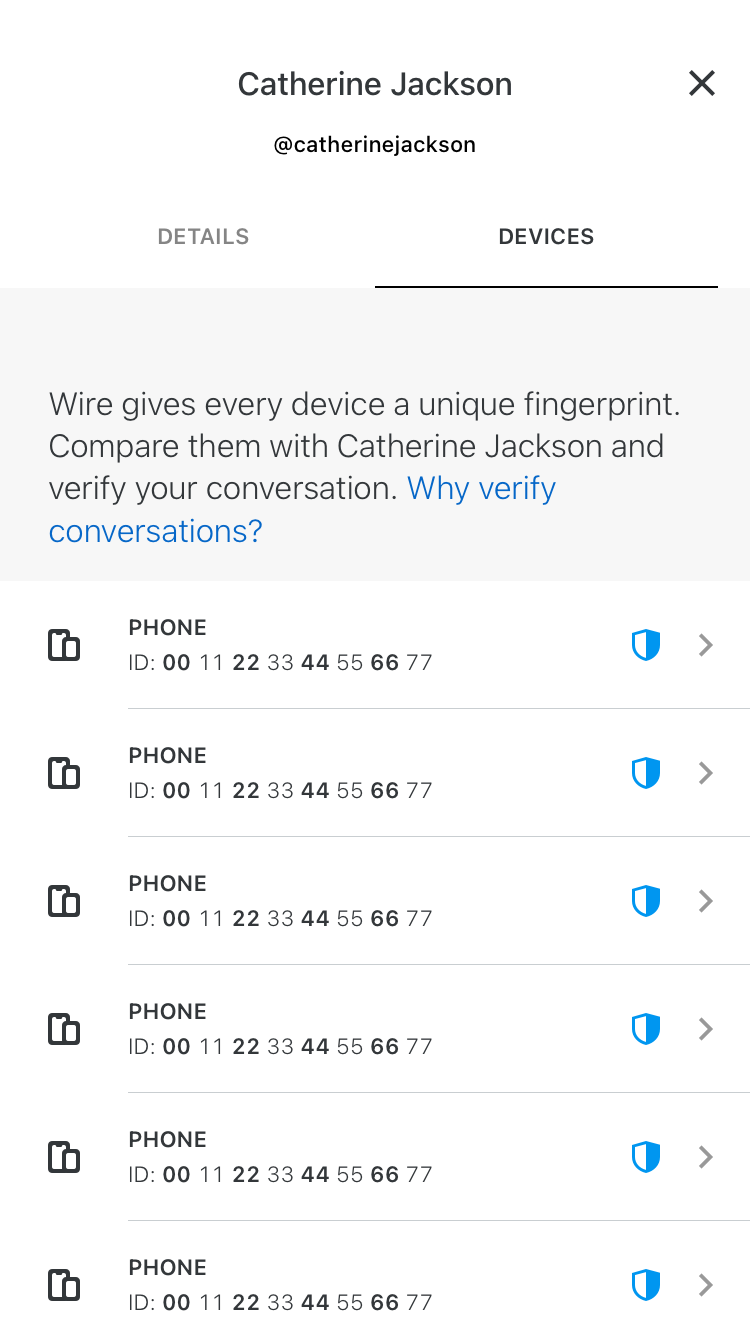 Catherine Jackson
@catherinejackson
DETAILS DEVICES
Wire gives every device a unique fingerprint.
Compare them with Catherine Jackson and
verify your conversation. Why verify
conversations?
PHONE
ID: 00 11 22 33 44 55 66 77
PHONE
ID: 00 11 22 33 44 55 66 77
PHONE
ID: 00 11 22 33 44 55 66 77
PHONE
ID: 00 11 22 33 44 55 66 77
PHONE
ID: 00 11 22 33 44 55 66 77
PHONE
ID: 00 11 22 33 44 55 66 77